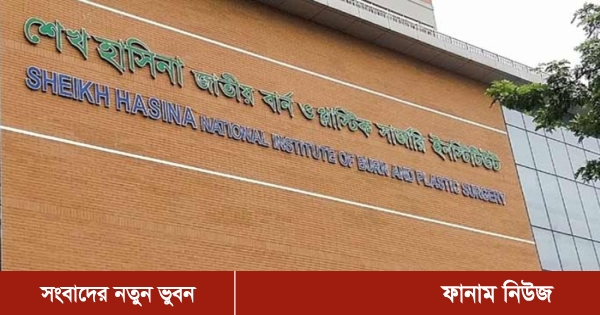 শেখ হাসিনা জাতীয় বার্ন ও প্লাস্টিক সার্জারি ইনস্টিটিউট
SHEIKH HASINA NATIONAL INSTITUTE OF BURN AND PLASTIC SURGERY
সংবাদের নতুন ভুবন
ফানাম নিউজ